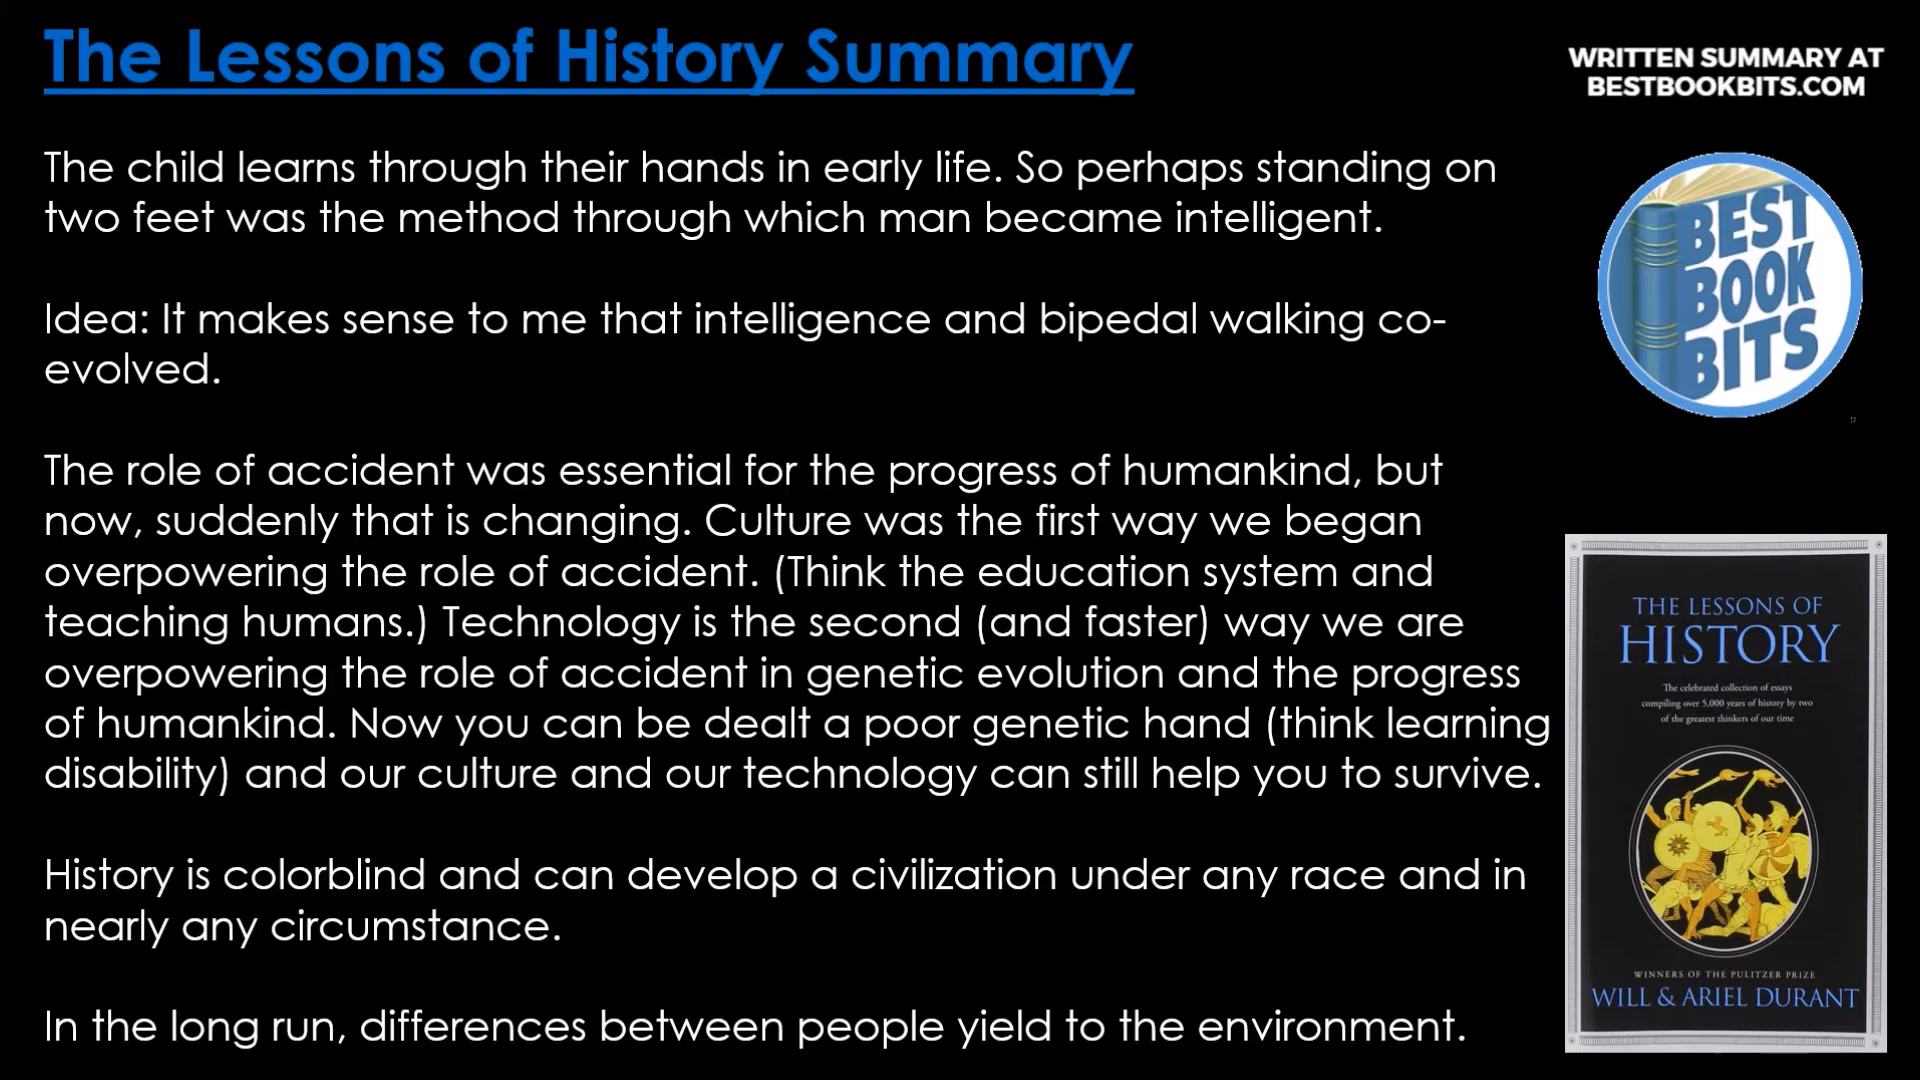 The Lessons of History Summary
WRITTEN SUMMARY AT
BESTBOOKBITS.COM
The child learns through their hands in early life. So perhaps standing on
two feet was the method through which man became intelligent.
Idea: It makes sense to me that intelligence and bipedal walking co-
evolved.
The role of accident was essential for the progress of humankind, but
now, suddenly that is changing. Culture was the first way we began
overpowering the role of accident. (Think the education system and
teaching humans.) Technology is the second (and faster) way we are
overpowering the role of accident in genetic evolution and the progress
of humankind. Now you can be dealt a poor genetic hand (think learning
disability) and our culture and our technology can still help you to survive.
History is colorblind and can develop a civilization under any race and in
nearly any circumstance.
In the long run, differences between people yield to the environment.
BEST
BOOK
BITS
THE LESSONS OF
HISTORY
The celebrated collection of essays
compiling over 5,000 years of history by two
of the greatest thinkers of our time
WINNERS OF THE PULITZER PRIZE
WILL & ARIEL DURANT